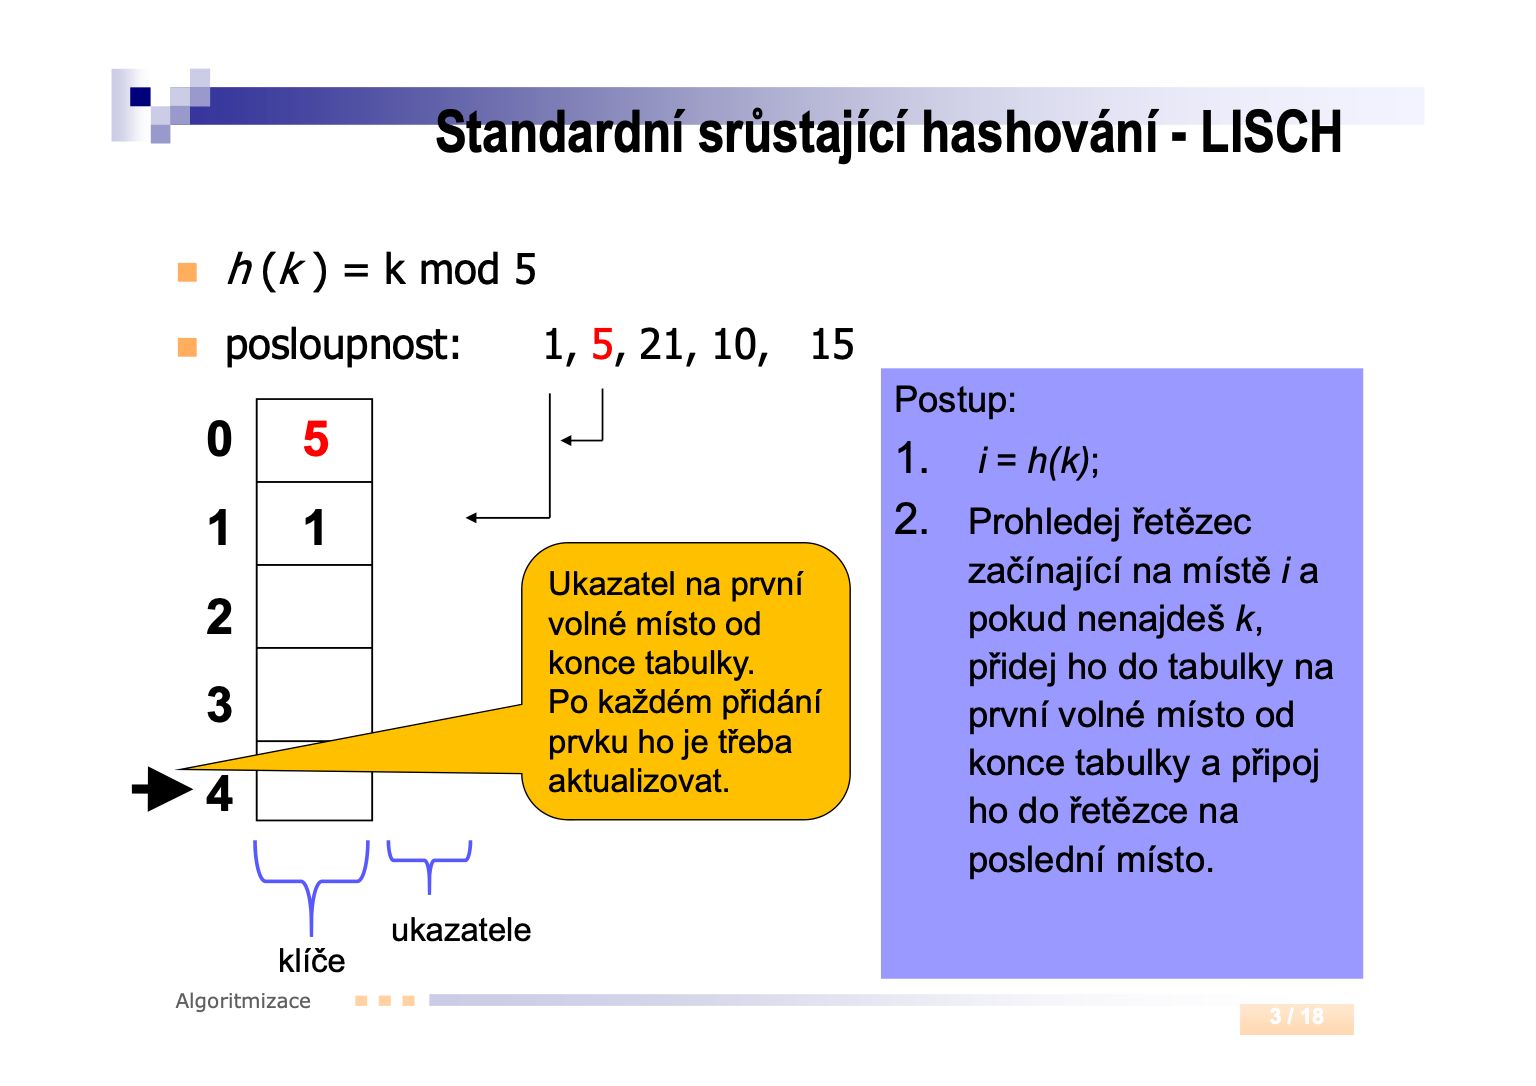 Standardní srůstající hashování - LISCH
h (k ) = k mod 5
posloupnost: 1, 5, 21, 10, 15
0 5
1 1
2
3
4
Ukazatel na první
volné místo od
konce tabulky.
Po každém přidání
prvku ho je třeba
aktualizovat.
klíče
ukazatele
Postup:
1. i = h(k);
2. Prohledej řetězec
začínající na místě i a
pokud nenajdeš k,
přidej ho do tabulky na
první volné místo od
konce tabulky a připoj
ho do řetězce na
poslední místo.
Algoritmizace
3 / 18